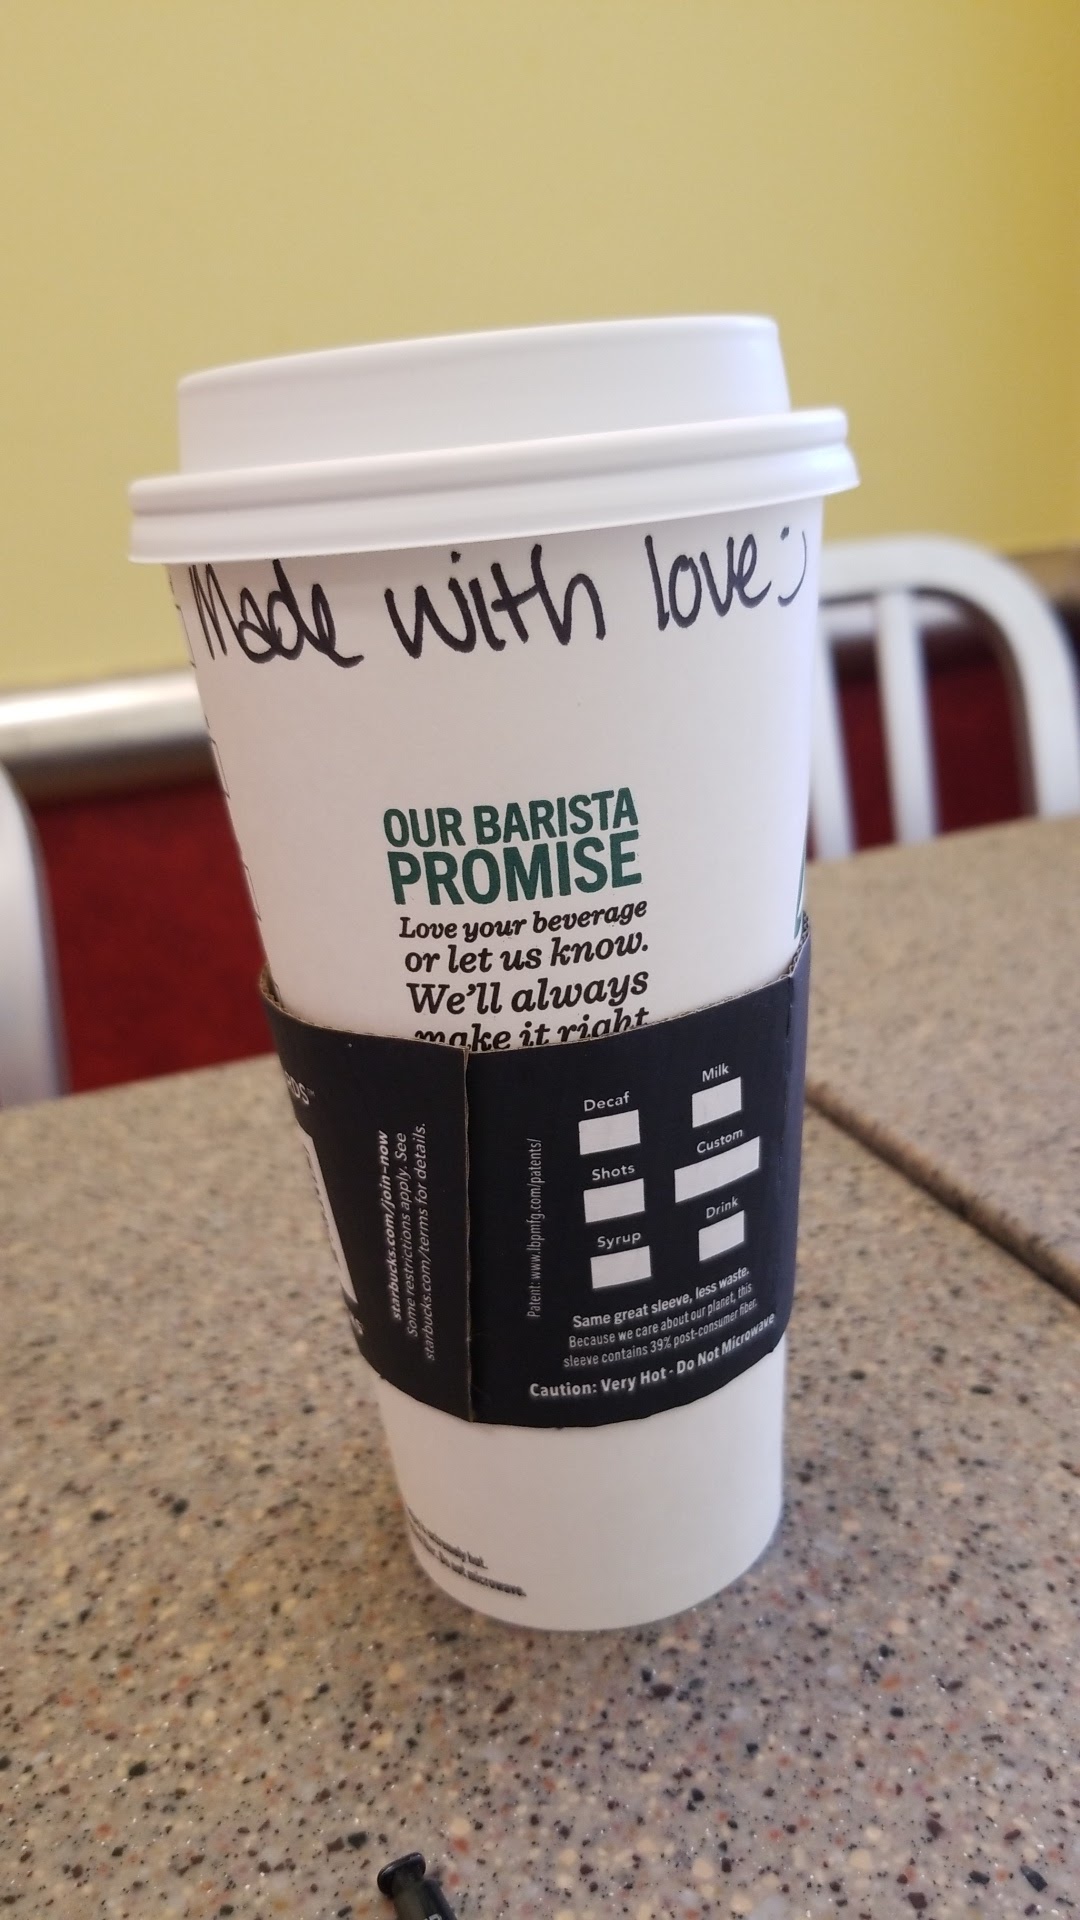 Made with love :)
OUR BARISTA
PROMISE
Love your beverage
or let us know.
We'll always
make it right
starbucks.com/join-now
Some restrictions apply. See
starbucks.com/terms for details.
Patent: www.lbpmfg.com/patents/
Decaf
Milk
Shots
Custom
Syrup
Drink
Same great sleeve, less waste.
Because we care about our planet, this
sleeve contains 39% post-consumer fiber.
Caution: Very Hot - Do Not Microwave